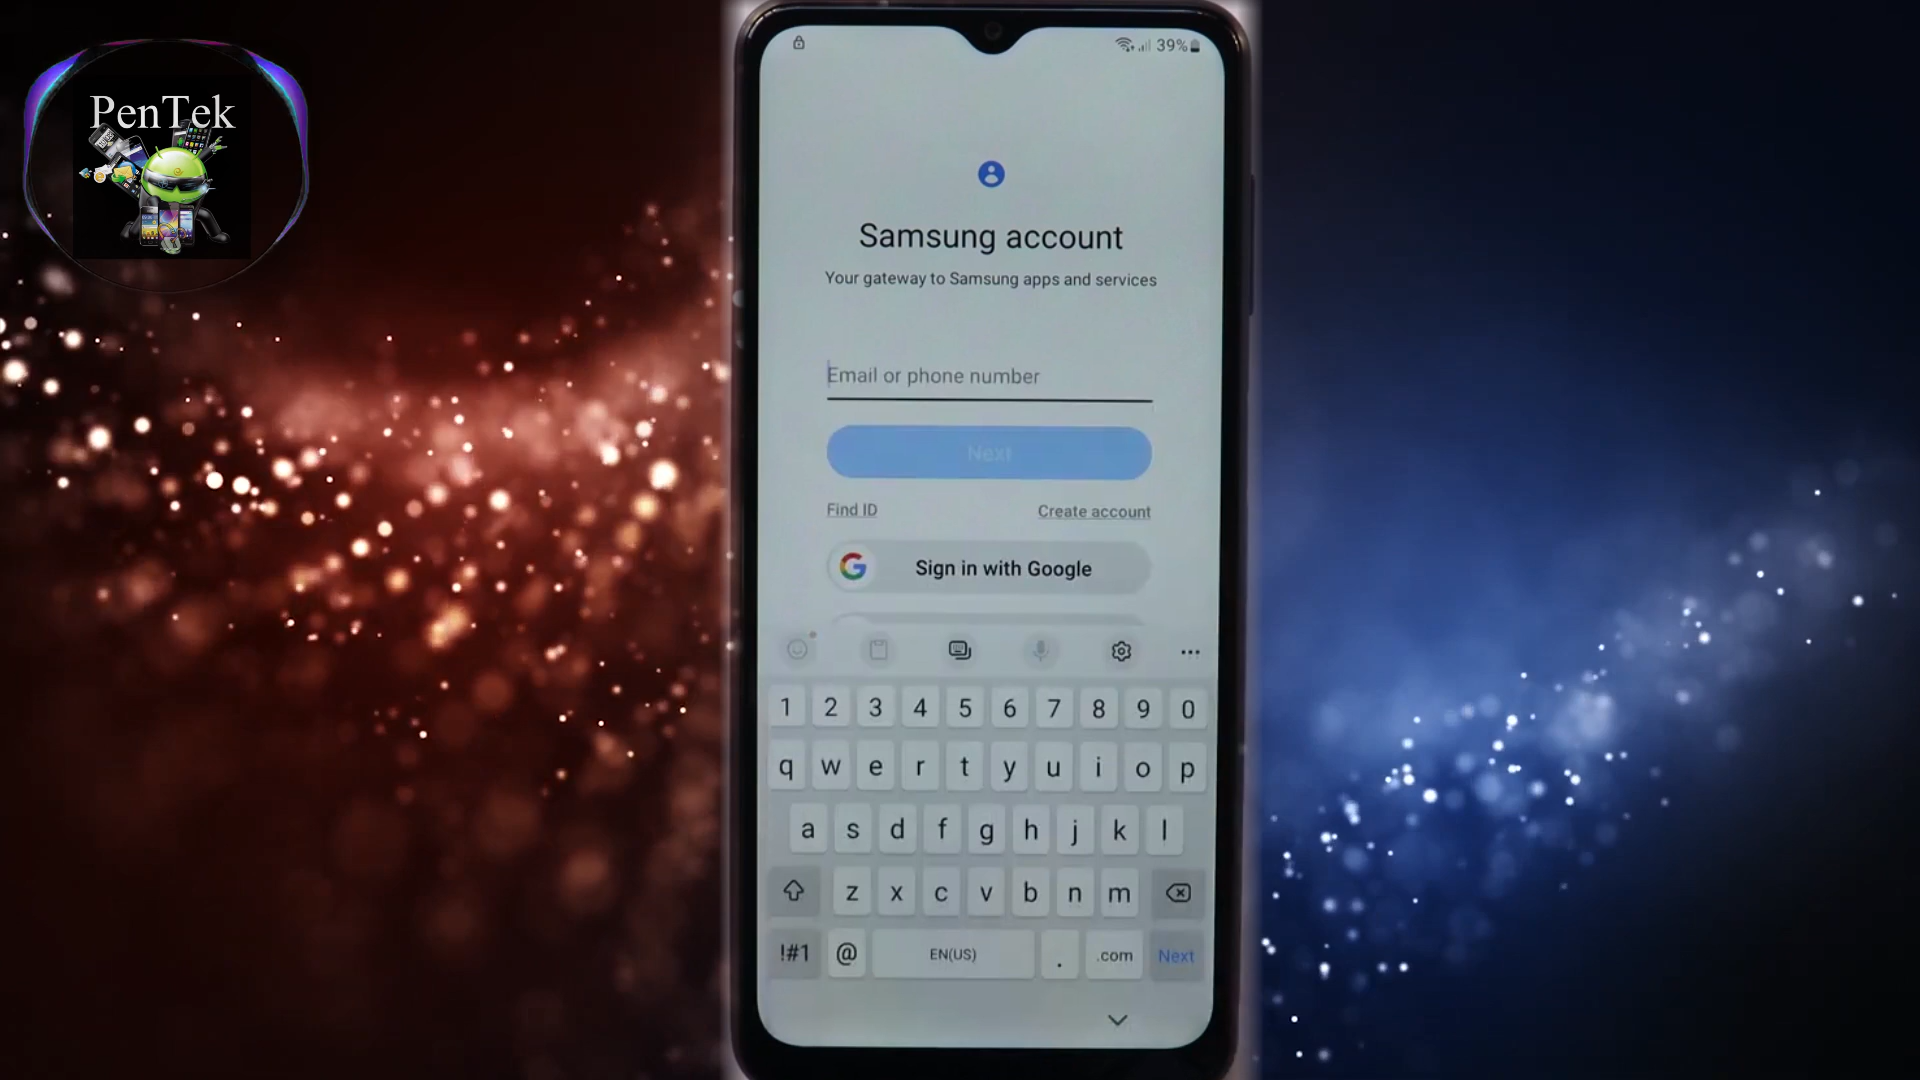 PenTek
39%
Samsung account
Your gateway to Samsung apps and services
Email or phone number
Next
Find ID
Create account
G
Sign in with Google
1 2 3 4 5 6 7 8 9 0
q w e r t y u i o p
a s d f g h j k l
z x c v b n m
!#1 @ EN(US) . .com Next